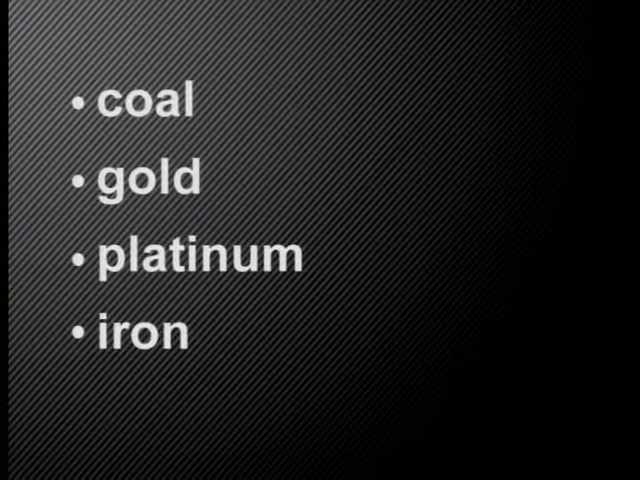 • coal
• gold
• platinum
• iron